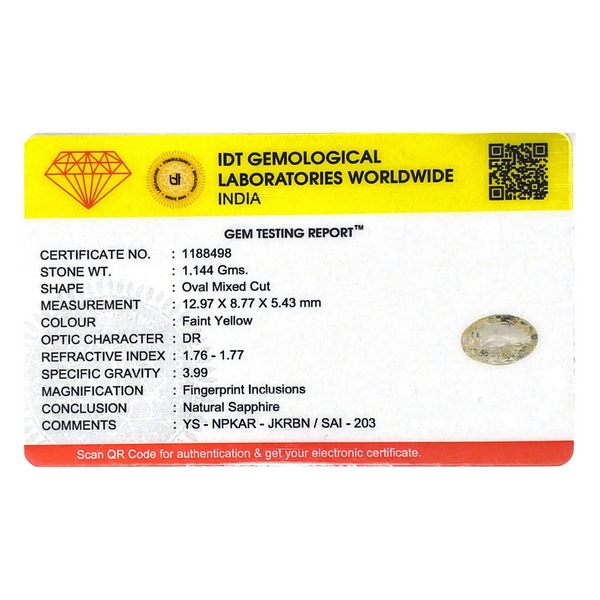 IDT GEMOLOGICAL
LABORATORIES WORLDWIDE
INDIA
GEM TESTING REPORT™
CERTIFICATE NO. : 1188498
STONE WT. : 1.144 Gms.
SHAPE : Oval Mixed Cut
MEASUREMENT : 12.97 X 8.77 X 5.43 mm
COLOUR : Faint Yellow
OPTIC CHARACTER : DR
REFRACTIVE INDEX : 1.76 - 1.77
SPECIFIC GRAVITY : 3.99
MAGNIFICATION : Fingerprint Inclusions
CONCLUSION : Natural Sapphire
COMMENTS : YS - NPKAR - JKRBN / SAI - 203
Scan QR Code for authentication & get your electronic certificate.